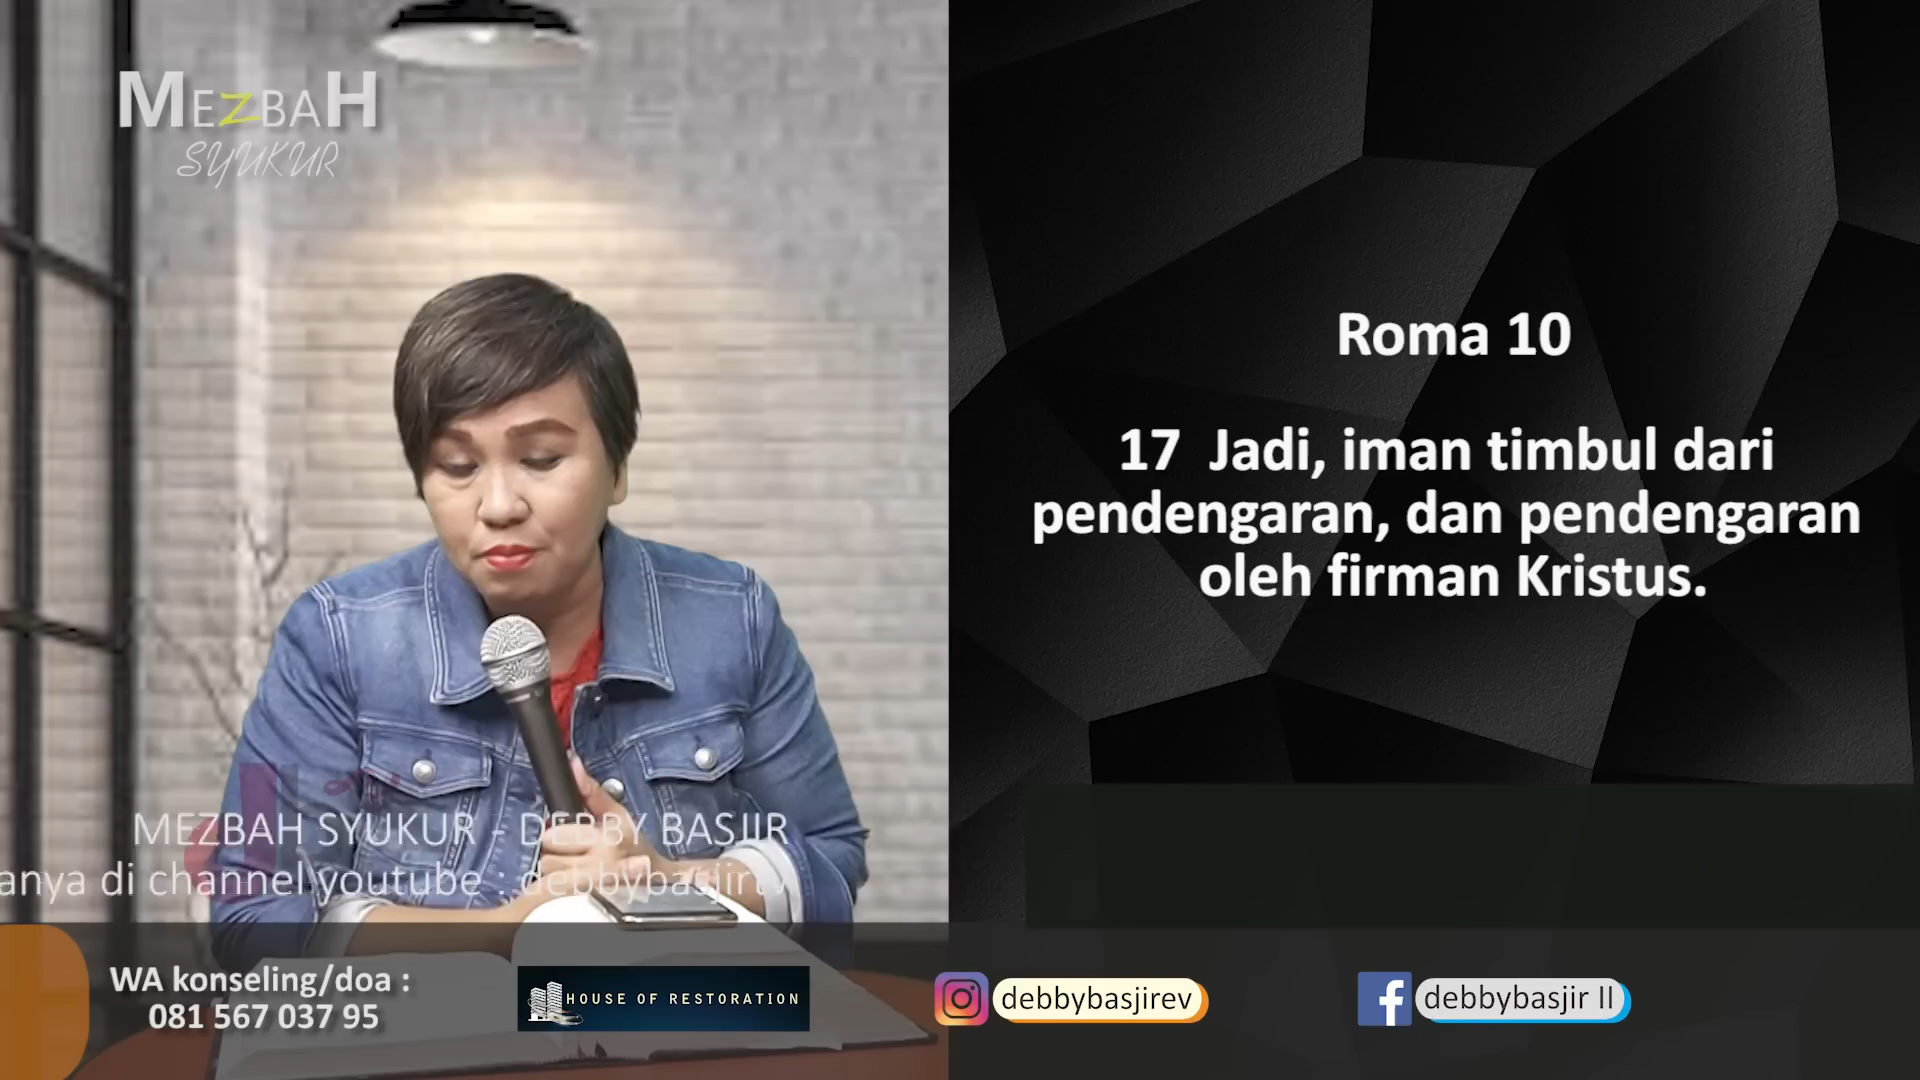 MEZBAH
SYUKUR
Roma 10
17 Jadi, iman timbul dari
pendengaran, dan pendengaran
oleh firman Kristus.
MEZBAH SYUKUR - DEBBY BASJIR
anya di channel youtube : debbybasjirtv
WA konseling/doa :
081 567 037 95
HOUSE OF RESTORATION
debbybasjirev
debbybasjir II